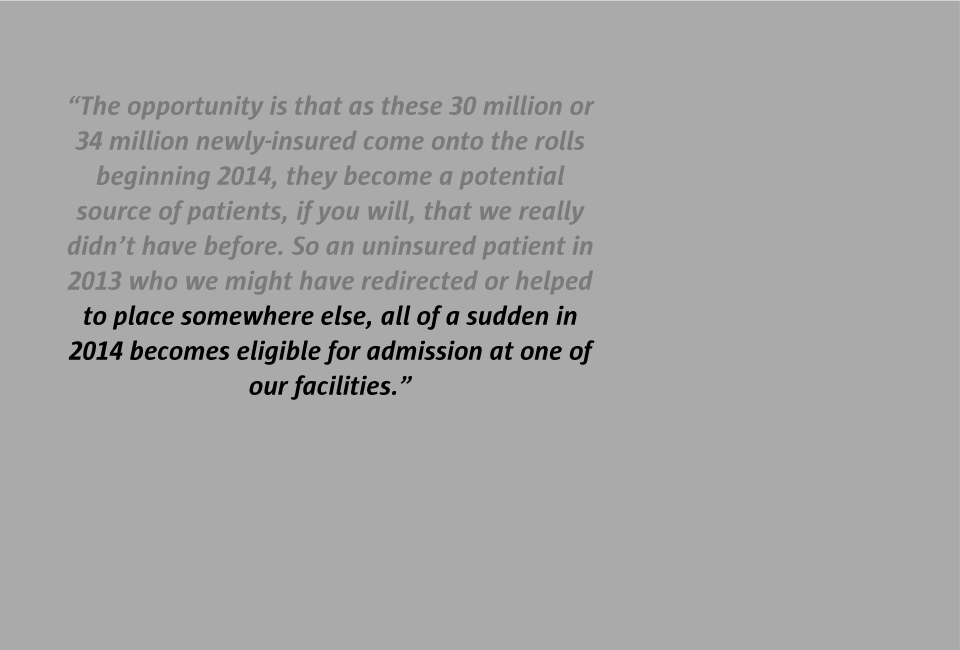 “The opportunity is that as these 30 million or
34 million newly-insured come onto the rolls
beginning 2014, they become a potential
source of patients, if you will, that we really
didn’t have before. So an uninsured patient in
2013 who we might have redirected or helped
to place somewhere else, all of a sudden in
2014 becomes eligible for admission at one of
our facilities.”